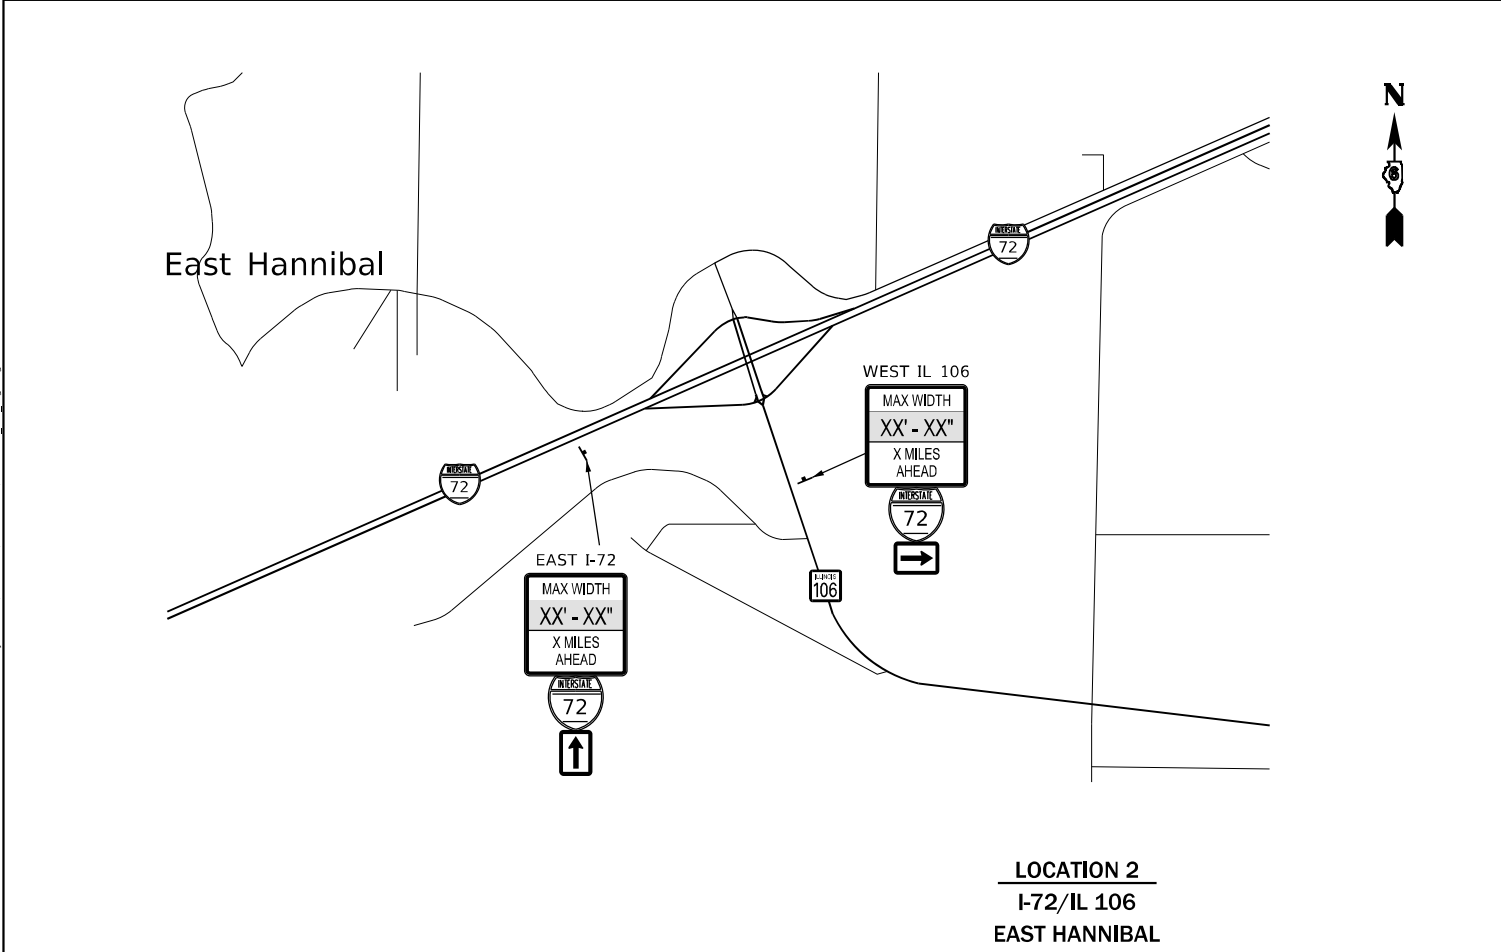 N
6
INTERSTATE
72
East Hannibal
WEST IL 106
MAX WIDTH
XX' - XX"
X MILES
AHEAD
INTERSTATE
72
INTERSTATE
72
EAST I-72
MAX WIDTH
XX' - XX"
X MILES
AHEAD
INTERSTATE
72
ILLINOIS
106
LOCATION 2
I-72/IL 106
EAST HANNIBAL